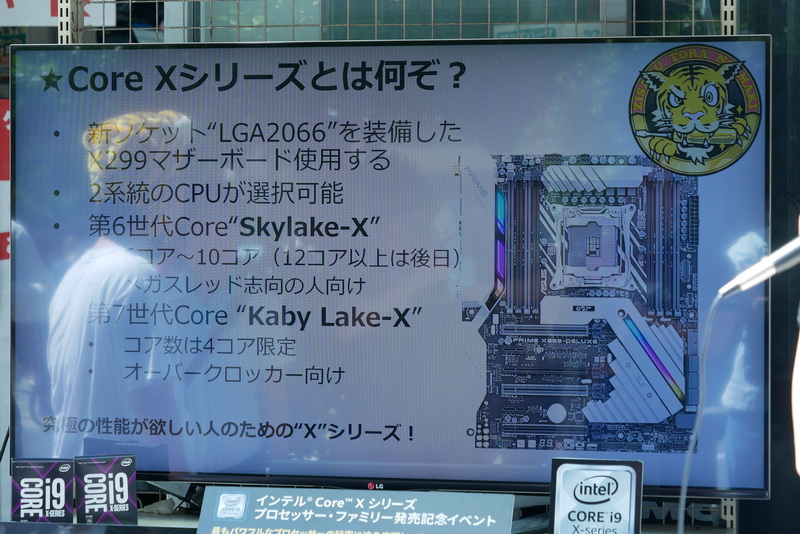 ★Core Xシリーズとは何ぞ？
• 新ソケット“LGA2066”を装備した
X299マザーボード使用する
• 2系統のCPUが選択可能
• 第6世代Core“Skylake-X”
6コア～10コア（12コア以上は後日）
メガスレッド志向の人向け
第7世代Core “Kaby Lake-X”
• コア数は4コア限定
• オーバークロッカー向け
究極の性能が欲しい人のための“X”シリーズ！
PRIME X299-DELUXE
LG
intel
CORE i9
X-SERIES
intel
CORE i9
X-SERIES
インテル® Core™ X シリーズ
プロセッサー・ファミリー発売記念イベント
intel
CORE i9
X-series